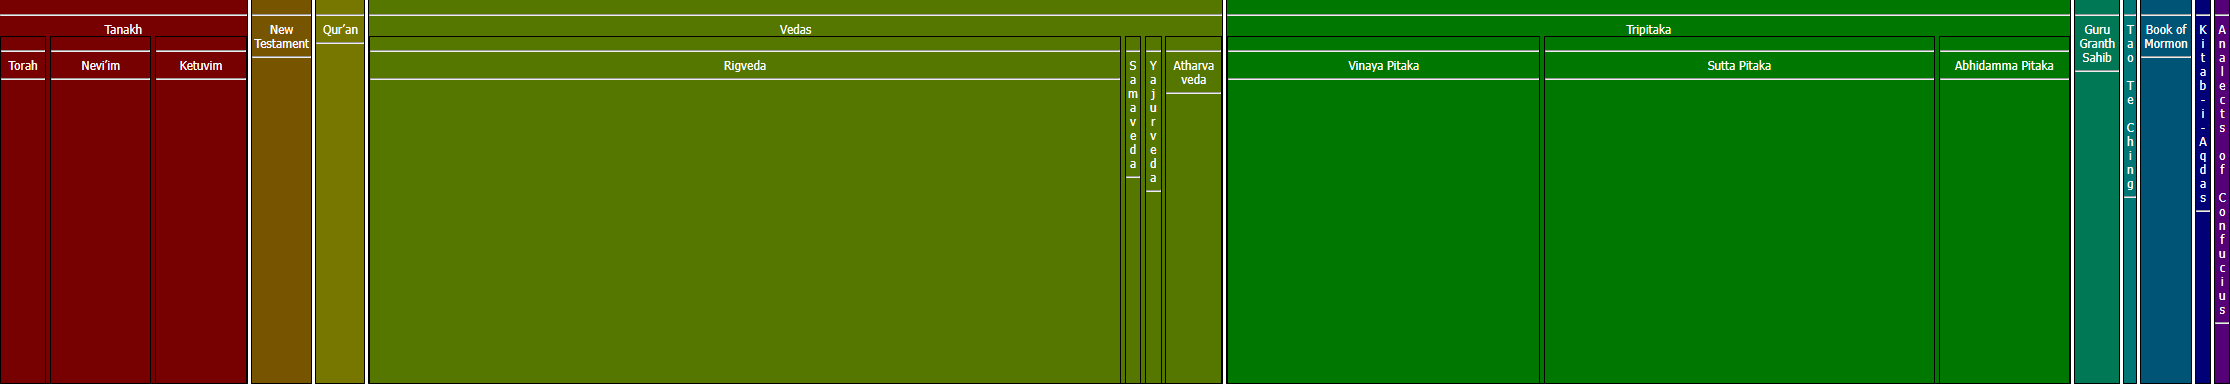 Tanakh
Torah
Nevi’im
Ketuvim
New
Testament
Qur’an
Vedas
Rigveda
Samaveda
Yajurveda
Atharva
veda
Tripitaka
Vinaya Pitaka
Sutta Pitaka
Abhidamma Pitaka
Guru
Granth
Sahib
Tao Te Ching
Book of
Mormon
Kitab-i-Aqdas
Analects of Confucius